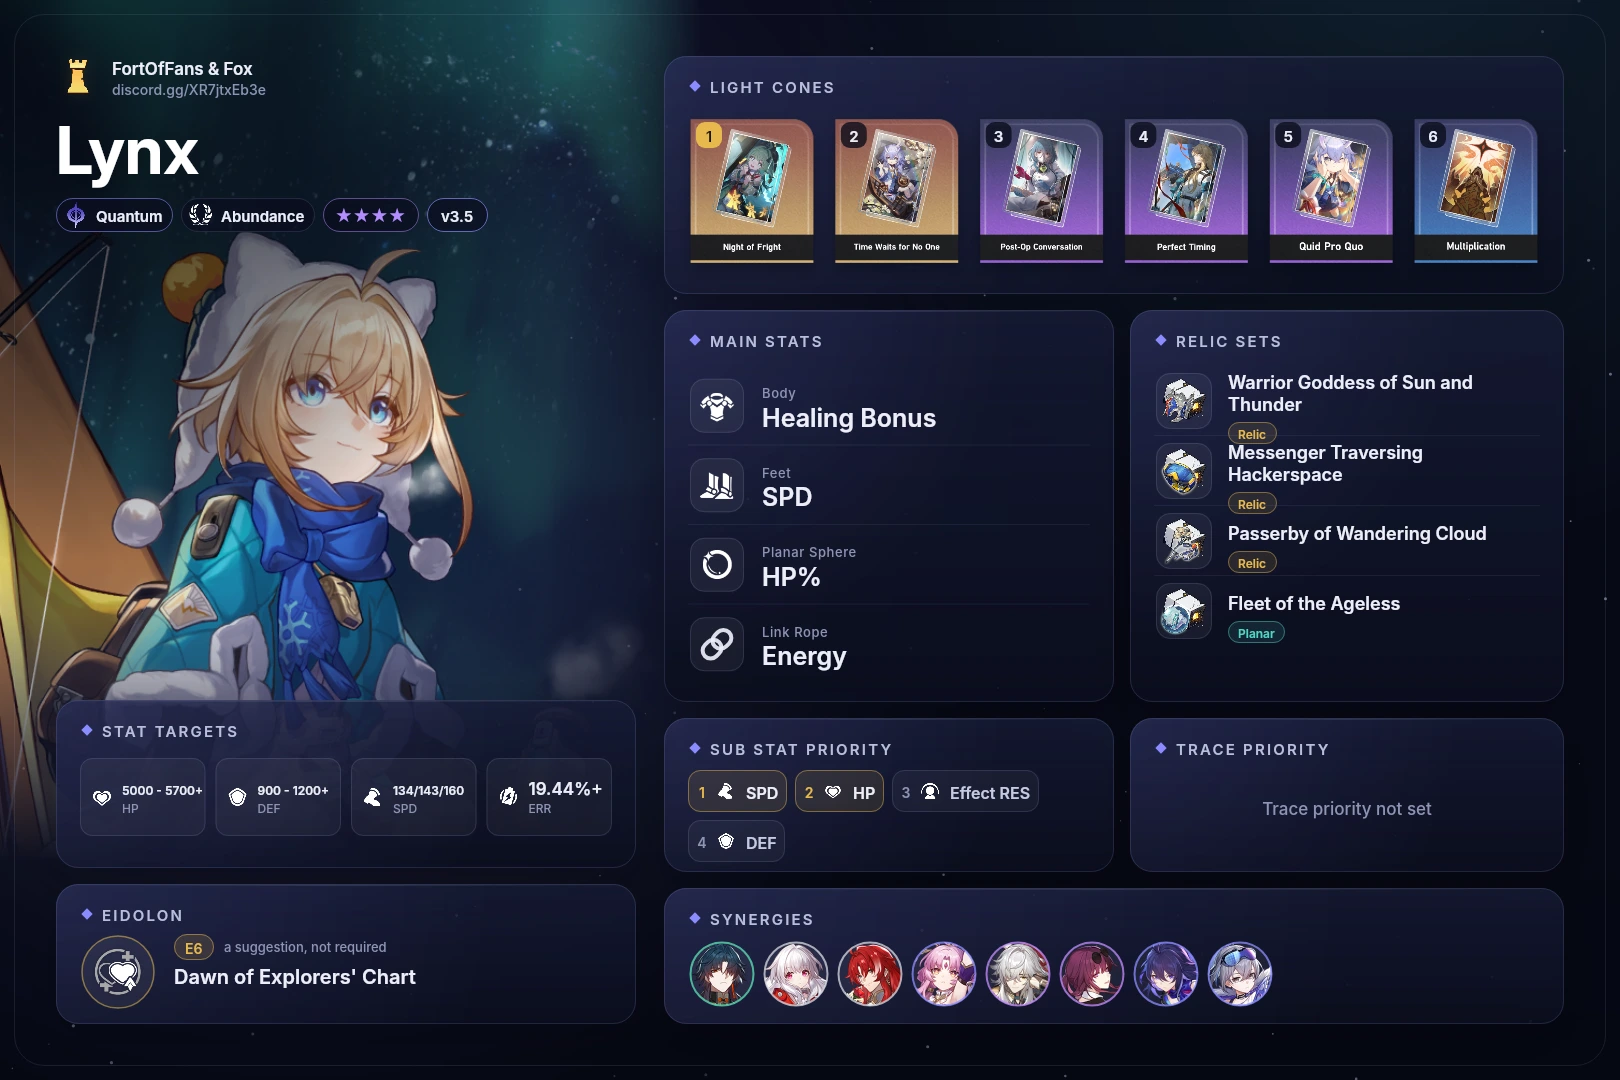 FortOfFans & Fox
discord.gg/XR7jtxEb3e
Lynx
Quantum
Abundance
v3.5
LIGHT CONES
1
2
3
4
5
6
Night of Fright
Time Waits for No One
Post-Op Conversation
Perfect Timing
Quid Pro Quo
Multiplication
MAIN STATS
Body
Healing Bonus
Feet
SPD
Planar Sphere
HP%
Link Rope
Energy
RELIC SETS
Warrior Goddess of Sun and
Thunder
Relic
Messenger Traversing
Hackerspace
Relic
Passerby of Wandering Cloud
Relic
Fleet of the Ageless
Planar
STAT TARGETS
5000 - 5700+
HP
900 - 1200+
DEF
134/143/160
SPD
19.44%+
ERR
SUB STAT PRIORITY
1 SPD
2 HP
3 Effect RES
4 DEF
TRACE PRIORITY
Trace priority not set
EIDOLON
E6 a suggestion, not required
Dawn of Explorers' Chart
SYNERGIES